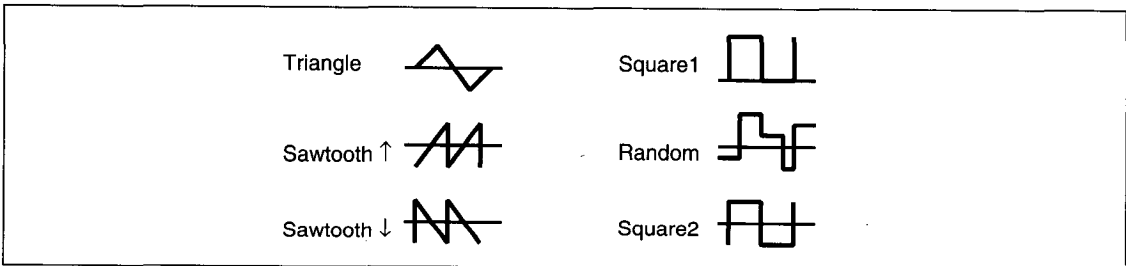 Triangle
Square1
Sawtooth ↑
Random
Sawtooth ↓
Square2